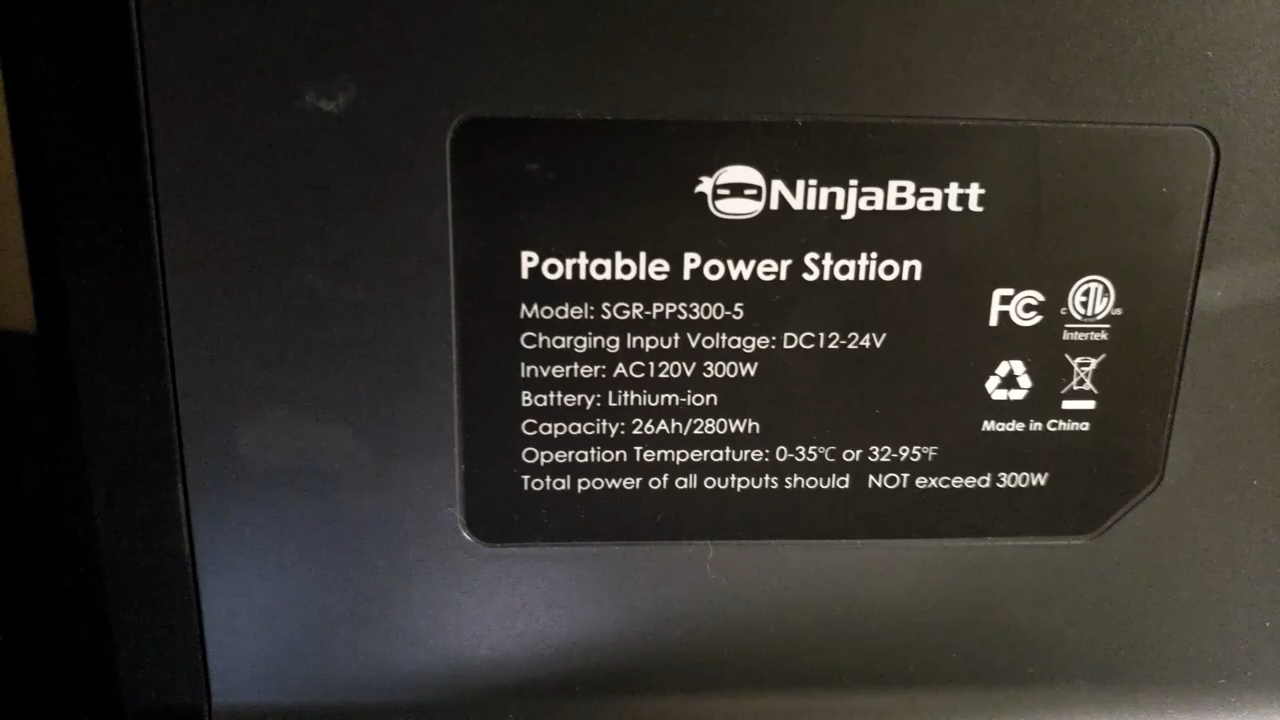 NinjaBatt
Portable Power Station
Model: SGR-PPS300-5
Charging Input Voltage: DC12-24V
Inverter: AC120V 300W
Battery: Lithium-ion
Capacity: 26Ah/280Wh
Operation Temperature: 0-35℃ or 32-95℉
Total power of all outputs should NOT exceed 300W
FC
c ETL us
Intertek
Made in China